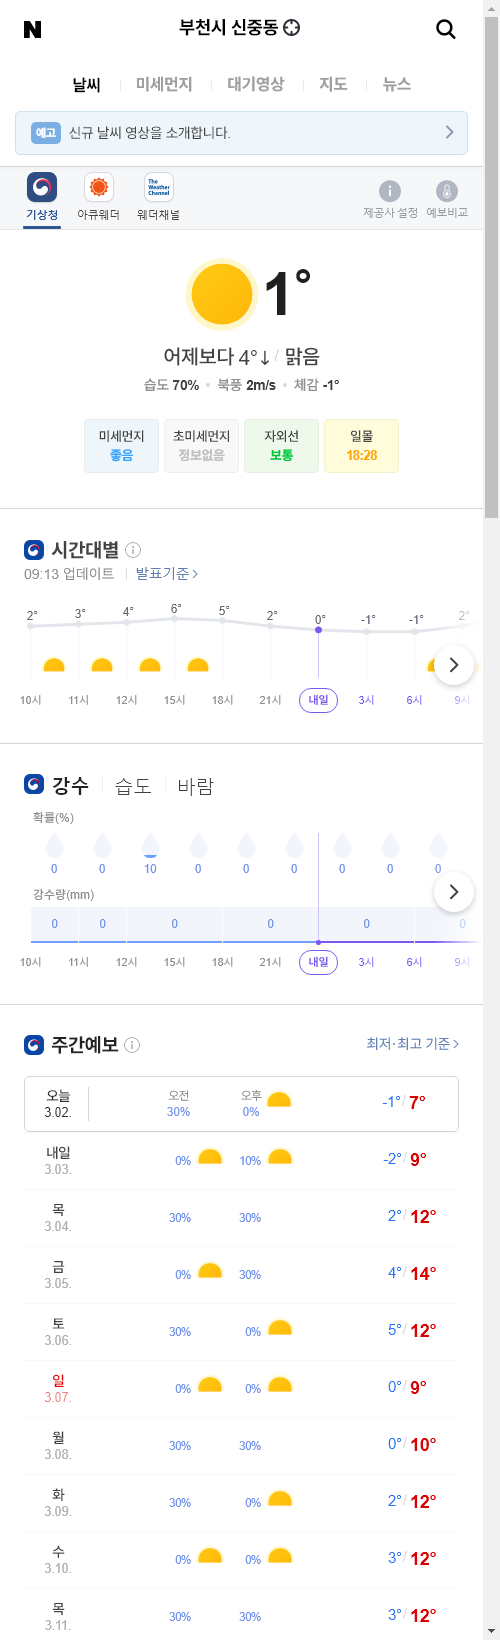 N
부천시 신중동
날씨 미세먼지 대기영상 지도 뉴스
예고 신규 날씨 영상을 소개합니다.
기상청 아큐웨더 The Weather Channel 웨더채널 제공사 설정 예보비교
1°
어제보다 4°↓ / 맑음
습도 70% • 북풍 2m/s • 체감 -1°
미세먼지 초미세먼지 자외선 일몰
좋음 정보없음 보통 18:28
시간대별
09:13 업데이트 발표기준 >
2° 3° 4° 6° 5° 2° 0° -1° -1° 2°
10시 11시 12시 15시 18시 21시 내일 3시 6시 9시
강수 습도 바람
확률(%)
0 0 10 0 0 0 0 0 0
강수량(mm)
0 0 0 0 0 0
10시 11시 12시 15시 18시 21시 내일 3시 6시 9시
주간예보 최저·최고 기준 >
오늘 오전 오후
3.02. 30% 0% -1° / 7°
내일
3.03. 0% 10% -2° / 9°
목
3.04. 30% 30% 2° / 12°
금
3.05. 0% 30% 4° / 14°
토
3.06. 30% 0% 5° / 12°
일
3.07. 0% 0% 0° / 9°
월
3.08. 30% 30% 0° / 10°
화
3.09. 30% 0% 2° / 12°
수
3.10. 0% 0% 3° / 12°
목
3.11. 30% 30% 3° / 12°